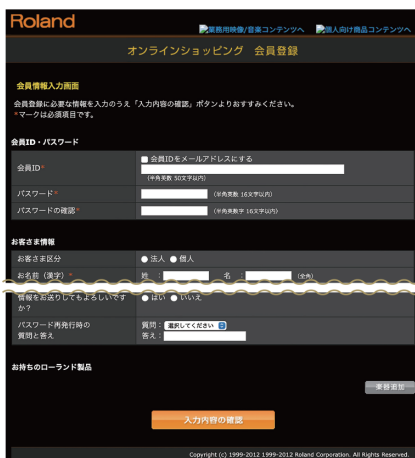 Roland
業務用映像/音楽コンテンツへ 個人向け商品コンテンツへ
オンラインショッピング 会員登録
会員情報入力画面
会員登録に必要な情報を入力のうえ「入力内容の確認」ボタンよりおすすみください。
*マークは必須項目です。
会員ID・パスワード
会員ID* 会員IDをメールアドレスにする
(半角英数 50文字以内)
パスワード* (半角英数 16文字以内)
パスワードの確認* (半角英数字 16文字以内)
お客さま情報
お客さま区分 法人 個人
お名前(漢字)* 姓: 名: (全角)
情報をお送りしてもよろしいですか? はい いいえ
パスワード再発行時の 質問: 選択してください
質問と答え 答え:
お持ちのローランド製品
楽器追加
入力内容の確認
Copyright (c) 1999-2012 1999-2012 Roland Corporation. All Rights Reserved.